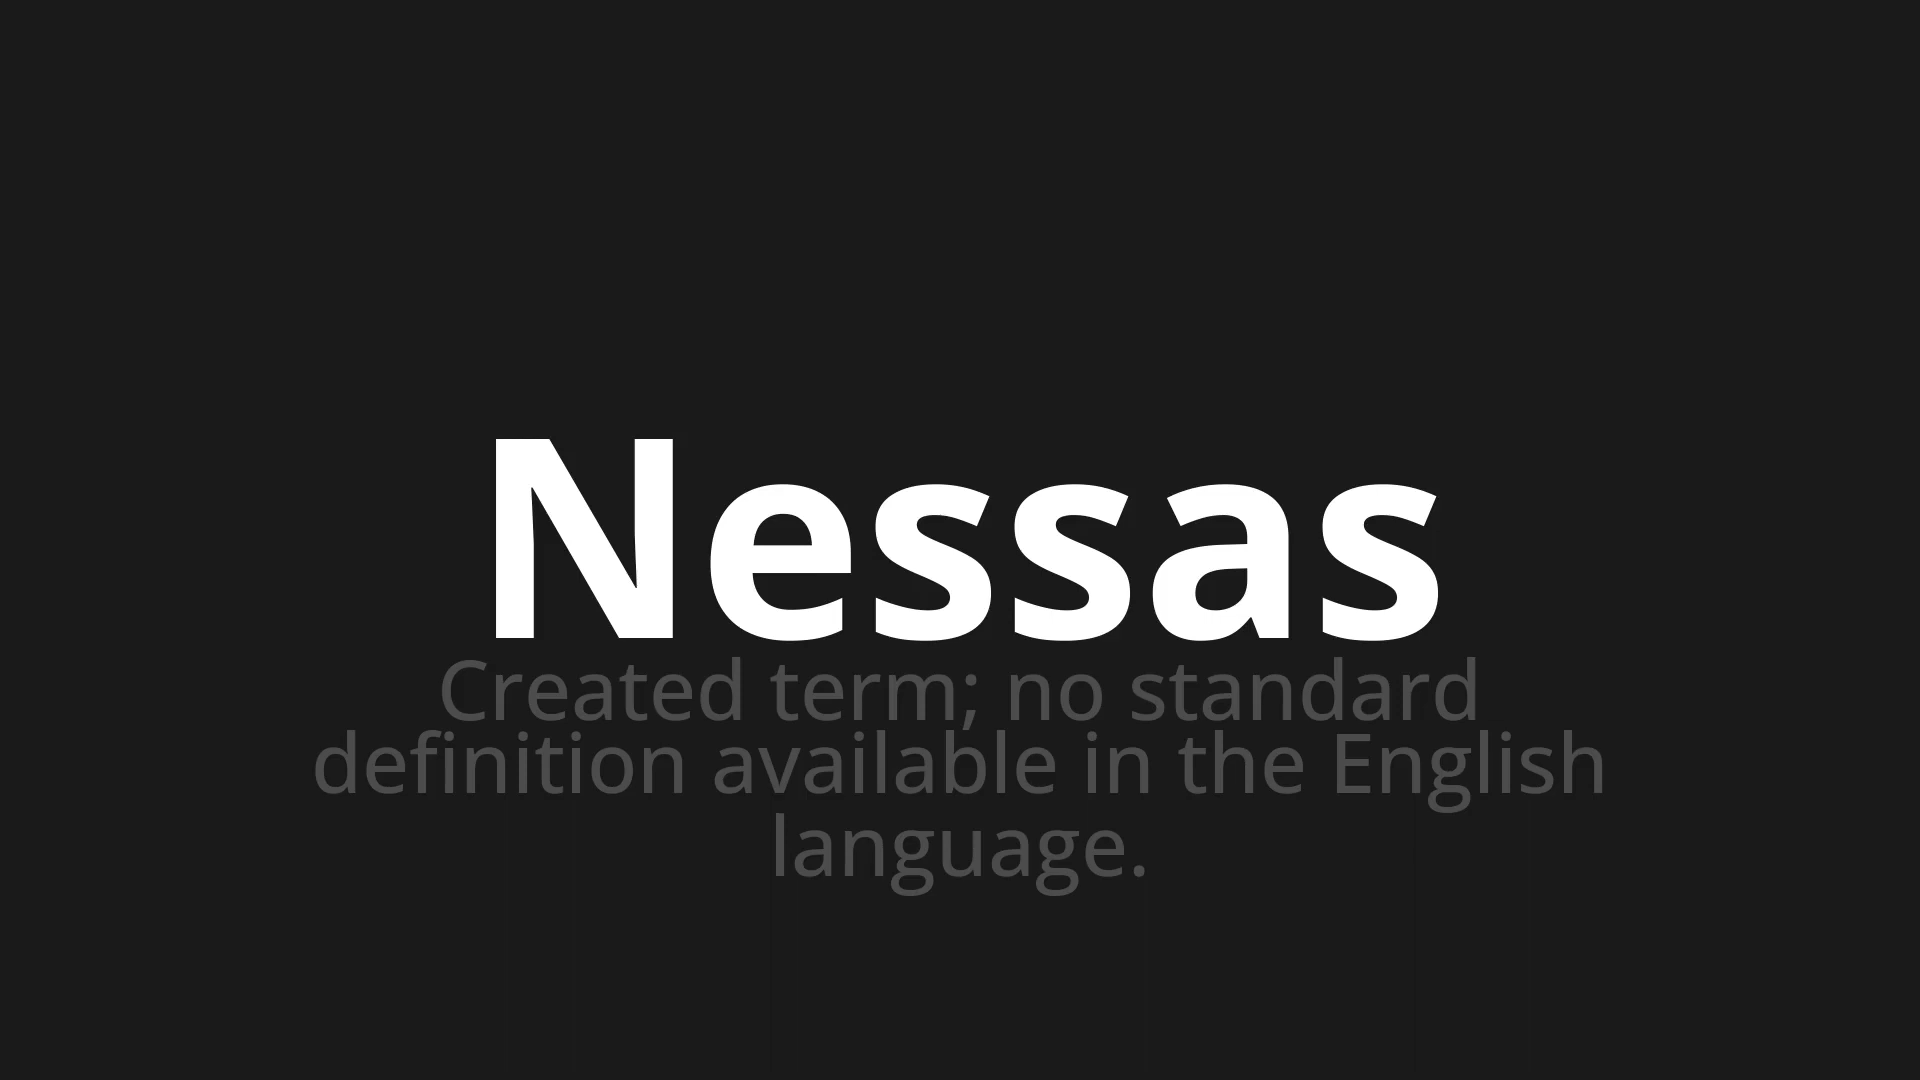 Nessas
Created term; no standard
definition available in the English
language.